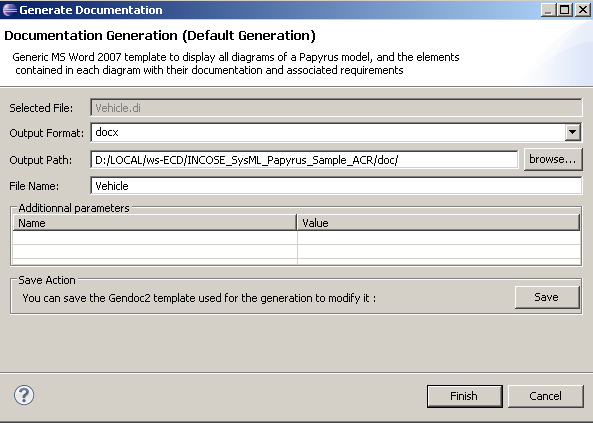 Generate Documentation
Documentation Generation (Default Generation)
Generic MS Word 2007 template to display all diagrams of a Papyrus model, and the elements
contained in each diagram with their documentation and associated requirements
Selected File: Vehicle.di
Output Format: docx
Output Path: D:/LOCAL/ws-ECD/INCOSE_SysML_Papyrus_Sample_ACR/doc/ browse...
File Name: Vehicle
Additionnal parameters
Name Value
Save Action
You can save the Gendoc2 template used for the generation to modify it : Save
? Finish Cancel